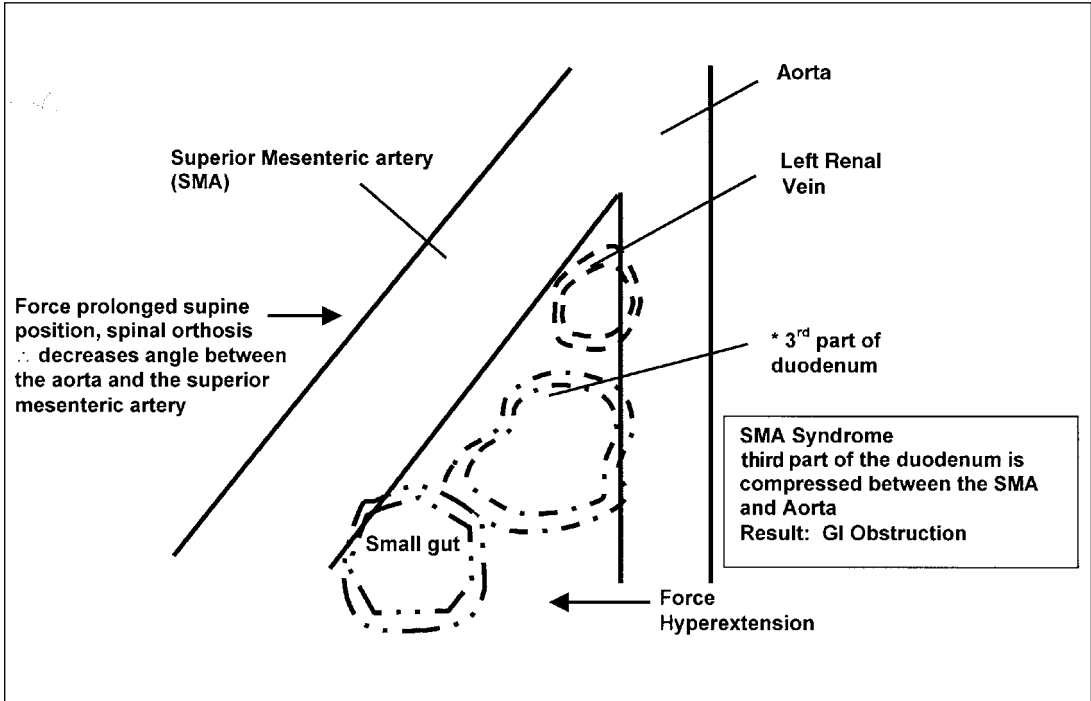 Aorta
Superior Mesenteric artery
(SMA)
Left Renal
Vein
Force prolonged supine
position, spinal orthosis
∴ decreases angle between
the aorta and the superior
mesenteric artery
* 3rd part of
duodenum
SMA Syndrome
third part of the duodenum is
compressed between the SMA
and Aorta
Result: GI Obstruction
Small gut
Force
Hyperextension